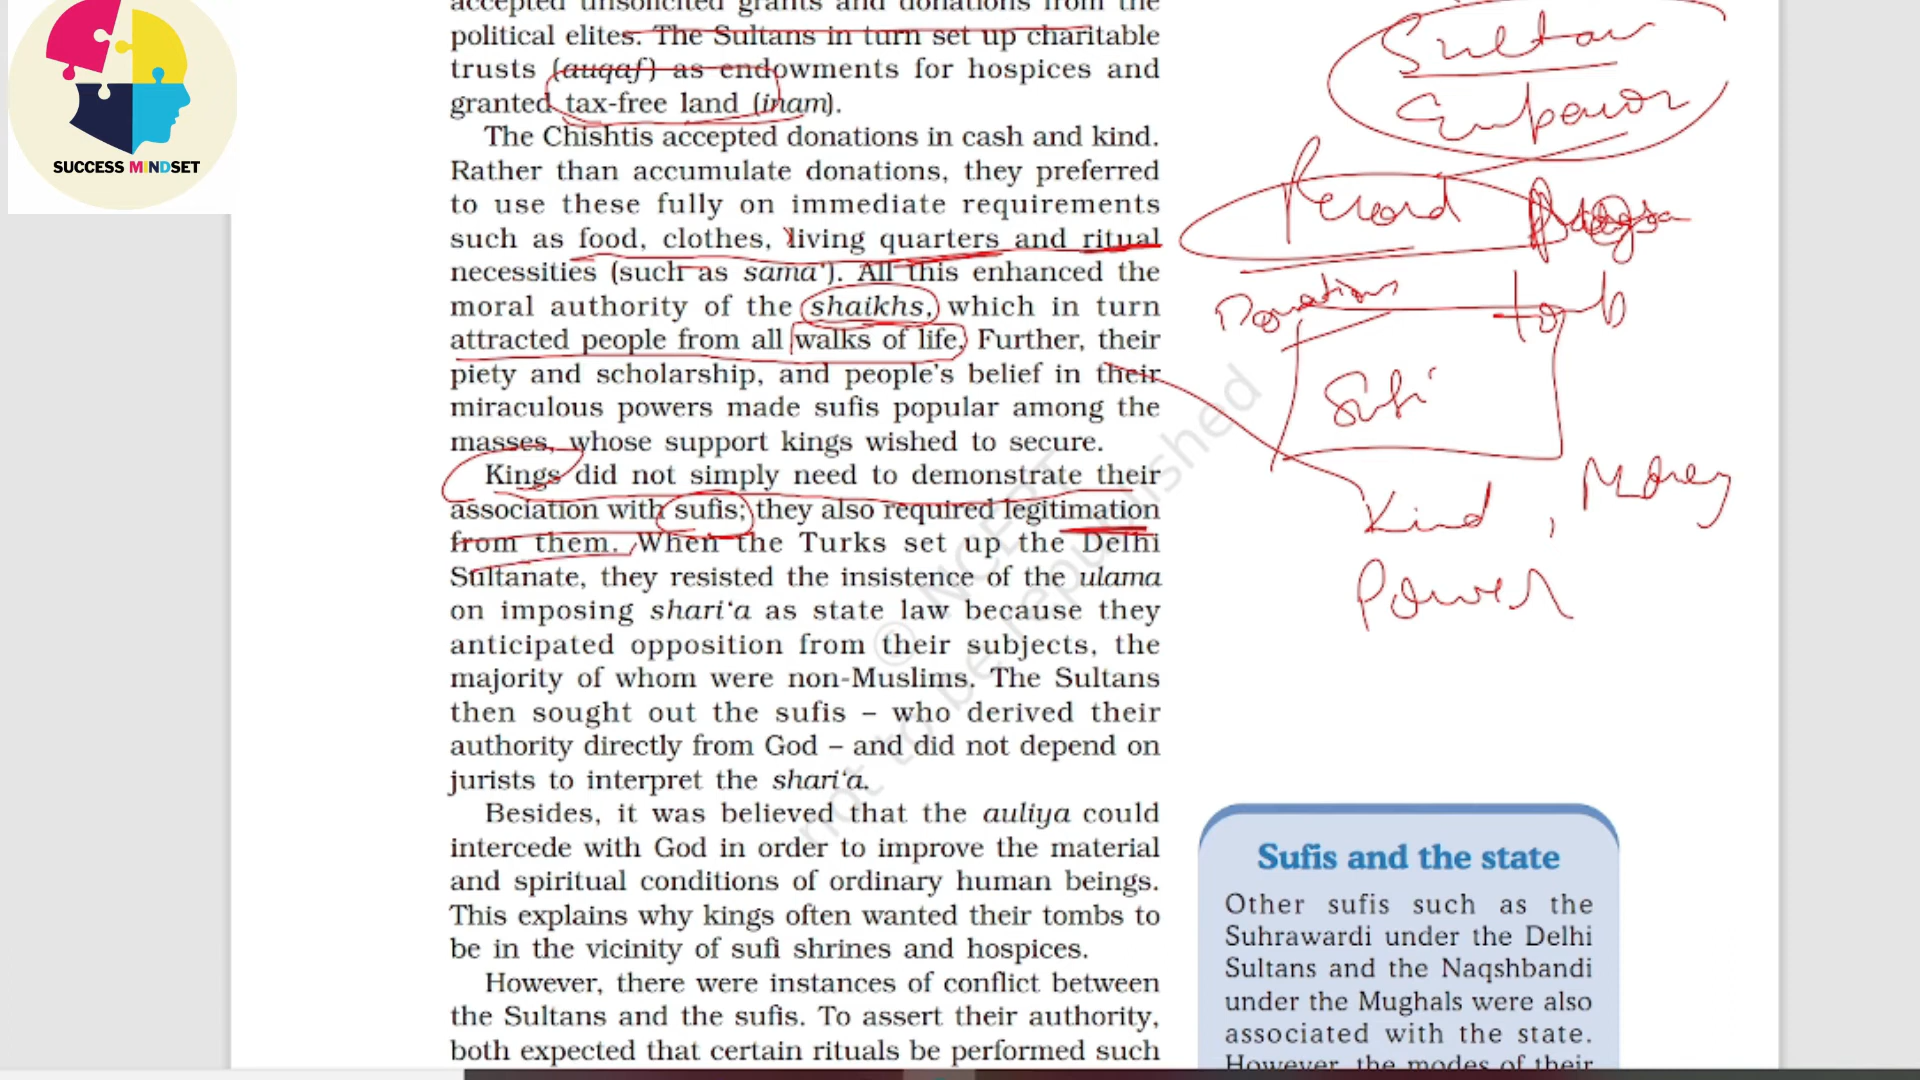 SUCCESS MINDSET
accepted unsolicited grants and donations from the
political elites. The Sultans in turn set up charitable
trusts (auqaf) as endowments for hospices and
granted tax-free land (inam).
The Chishtis accepted donations in cash and kind.
Rather than accumulate donations, they preferred
to use these fully on immediate requirements
such as food, clothes, living quarters and ritual
necessities (such as sama‘). All this enhanced the
moral authority of the shaikhs, which in turn
attracted people from all walks of life. Further, their
piety and scholarship, and people’s belief in their
miraculous powers made sufis popular among the
masses, whose support kings wished to secure.
Kings did not simply need to demonstrate their
association with sufis; they also required legitimation
from them. When the Turks set up the Delhi
Sultanate, they resisted the insistence of the ulama
on imposing shari‘a as state law because they
anticipated opposition from their subjects, the
majority of whom were non-Muslims. The Sultans
then sought out the sufis – who derived their
authority directly from God – and did not depend on
jurists to interpret the shari‘a.
Besides, it was believed that the auliya could
intercede with God in order to improve the material
and spiritual conditions of ordinary human beings.
This explains why kings often wanted their tombs to
be in the vicinity of sufi shrines and hospices.
However, there were instances of conflict between
the Sultans and the sufis. To assert their authority,
both expected that certain rituals be performed such
Sultan
Emperor
Record
Donations tomb
Sufi
Kind, Money
Power
Sufis and the state
Other sufis such as the
Suhrawardi under the Delhi
Sultans and the Naqshbandi
under the Mughals were also
associated with the state.
However, the modes of their
© NCERT
not to be republished